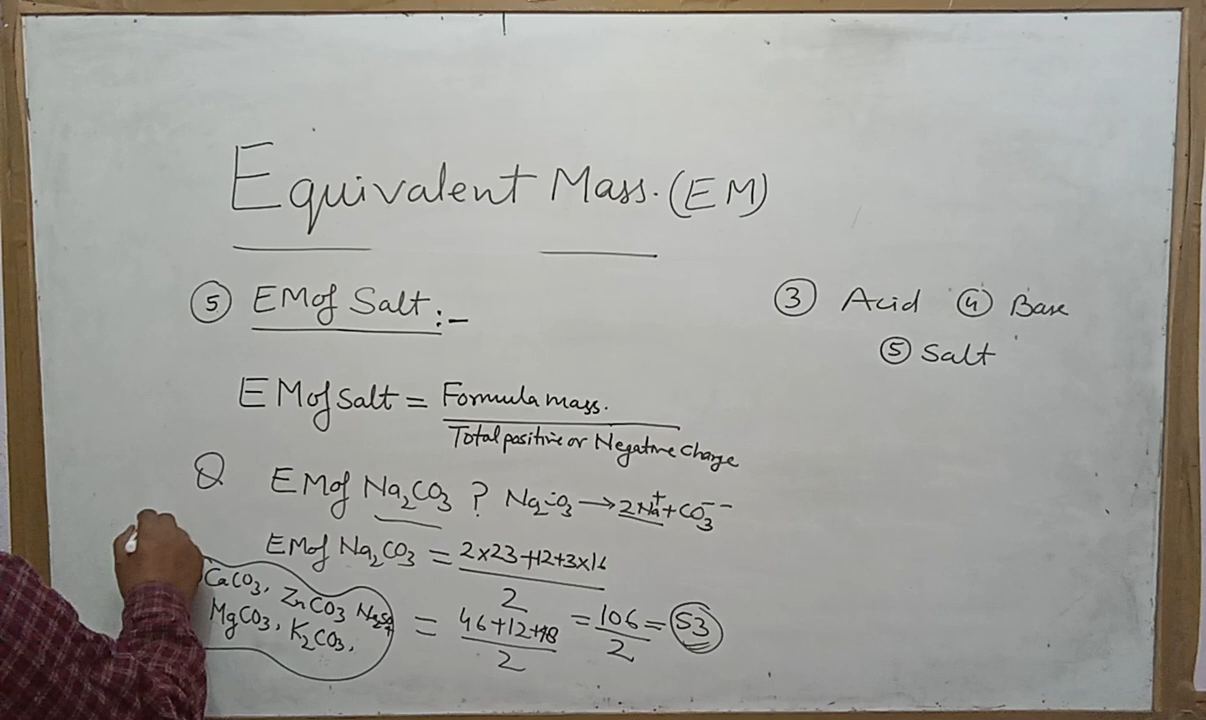 Equivalent Mass. (EM)
⑤ EM of Salt :-
③ Acid ④ Base
⑤ Salt
EM of Salt = Formula mass.
Total positive or Negative charge
Q EM of Na₂CO₃ ? Na₂CO₃ → 2Na⁺ + CO₃⁻⁻
EM of Na₂CO₃ = 2×23+12+3×16
2
CaCO₃, ZnCO₃ Na₂SO₄
MgCO₃, K₂CO₃,
= 46+12+48 = 106 = 53
2 2